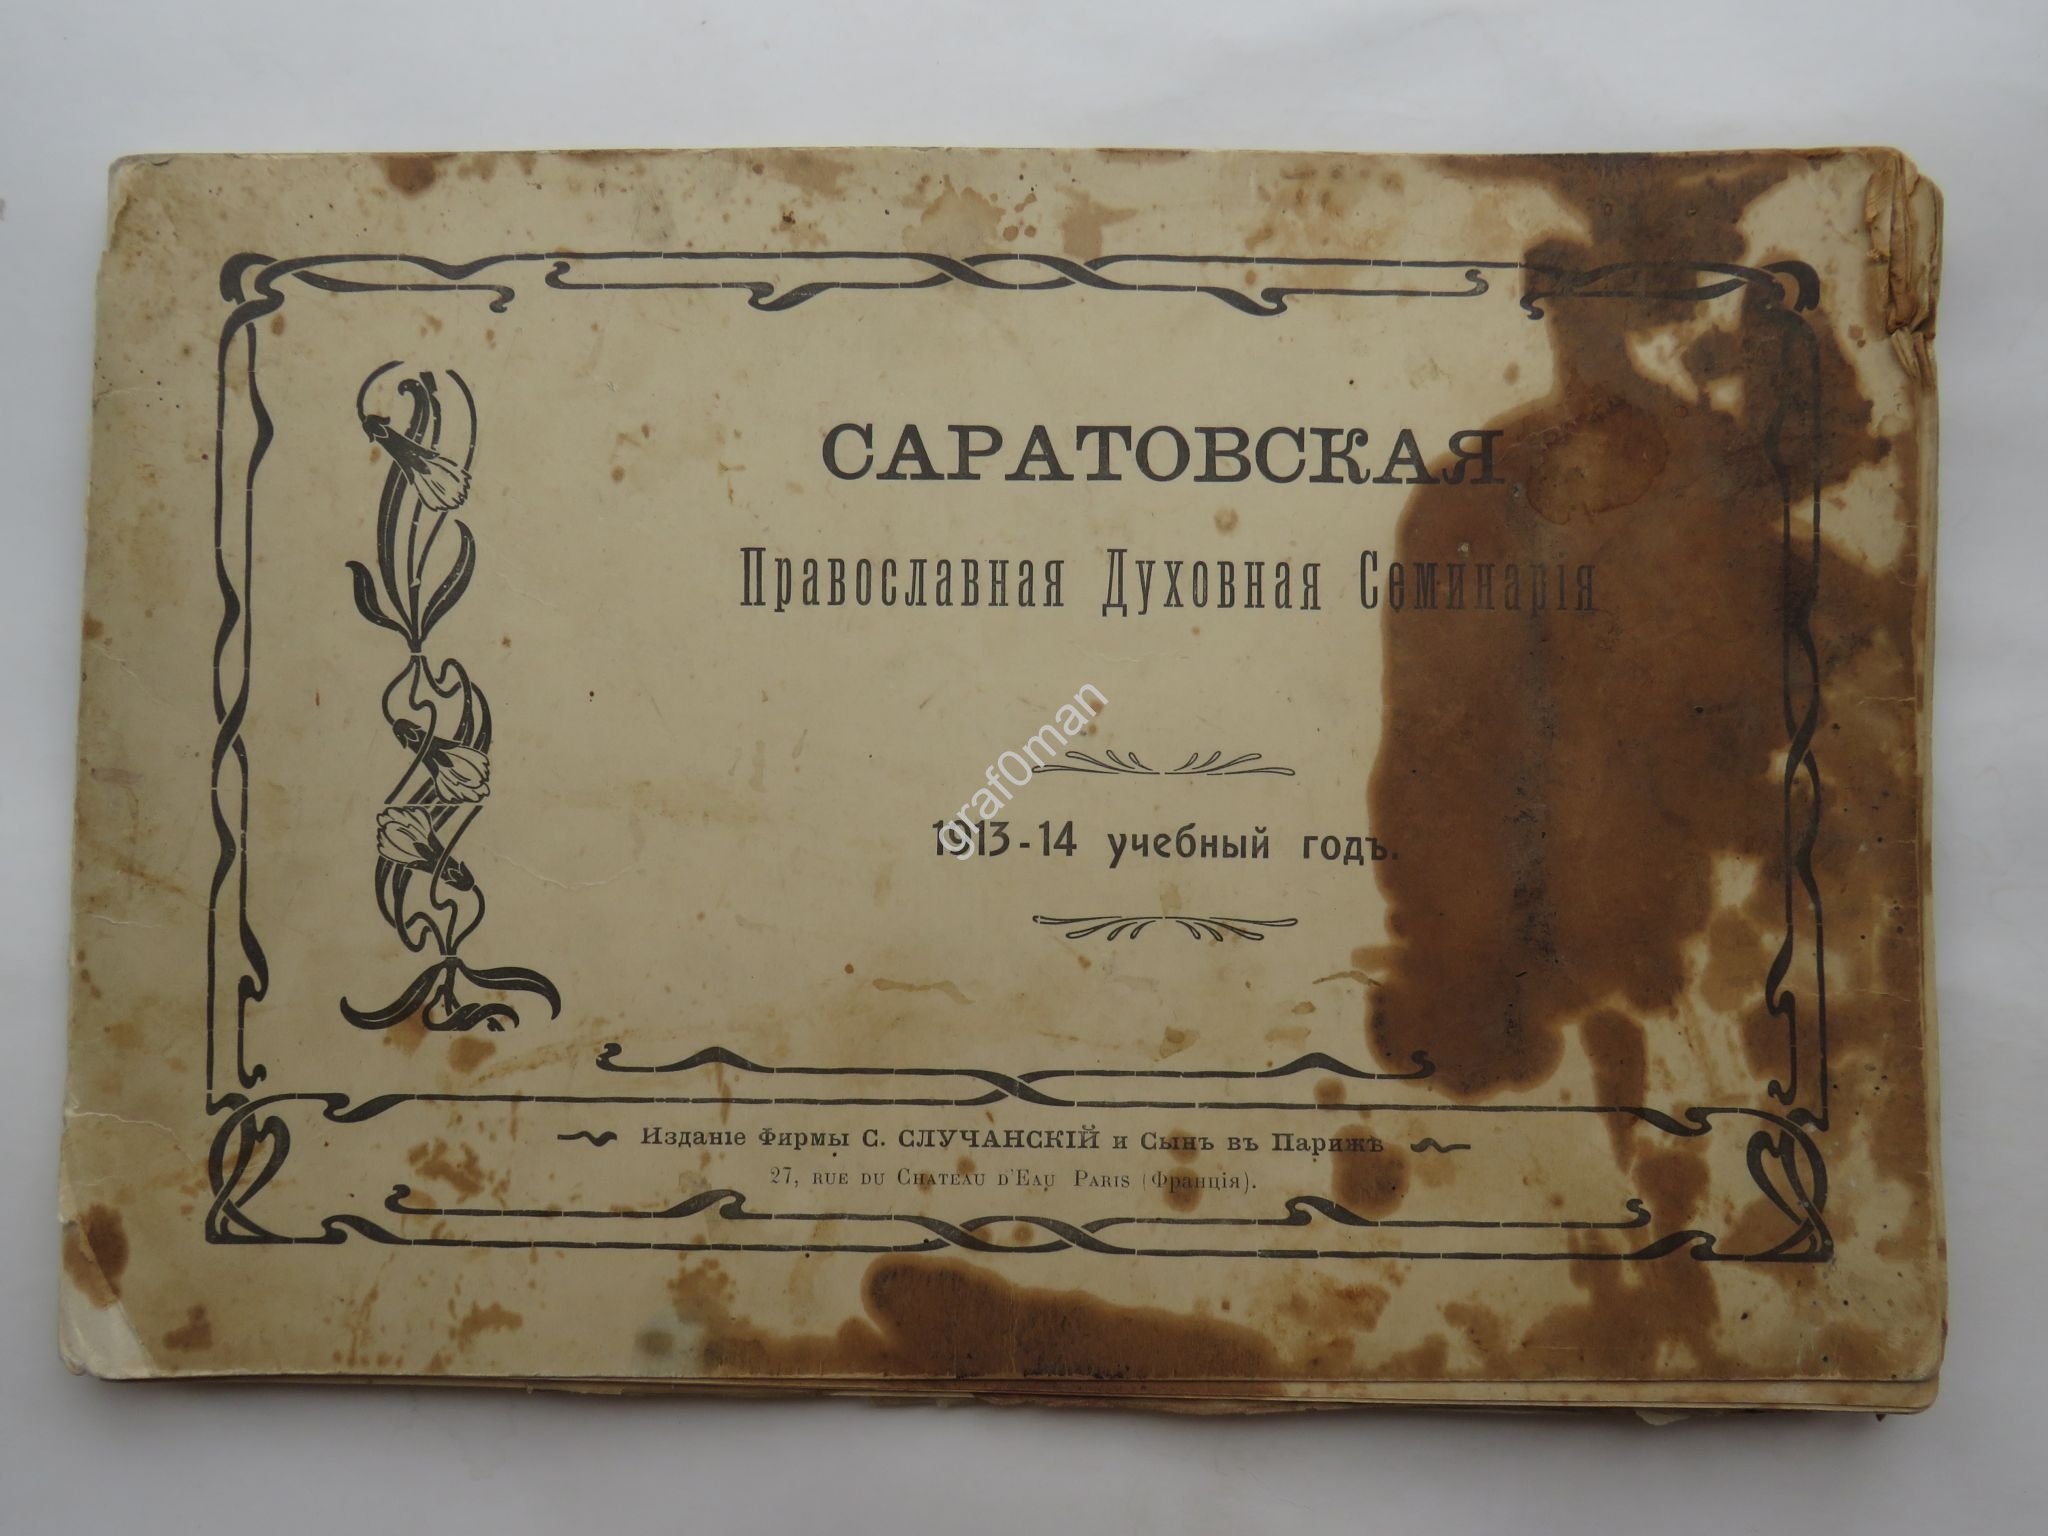 САРАТОВСКАЯ
Православная Духовная Семинарія
graf0man
1913-14 учебный годъ.
Изданіе Фирмы С. СЛУЧАНСКІЙ и Сынъ въ Парижѣ
27, RUE DU CHATEAU D'EAU PARIS (Франція).